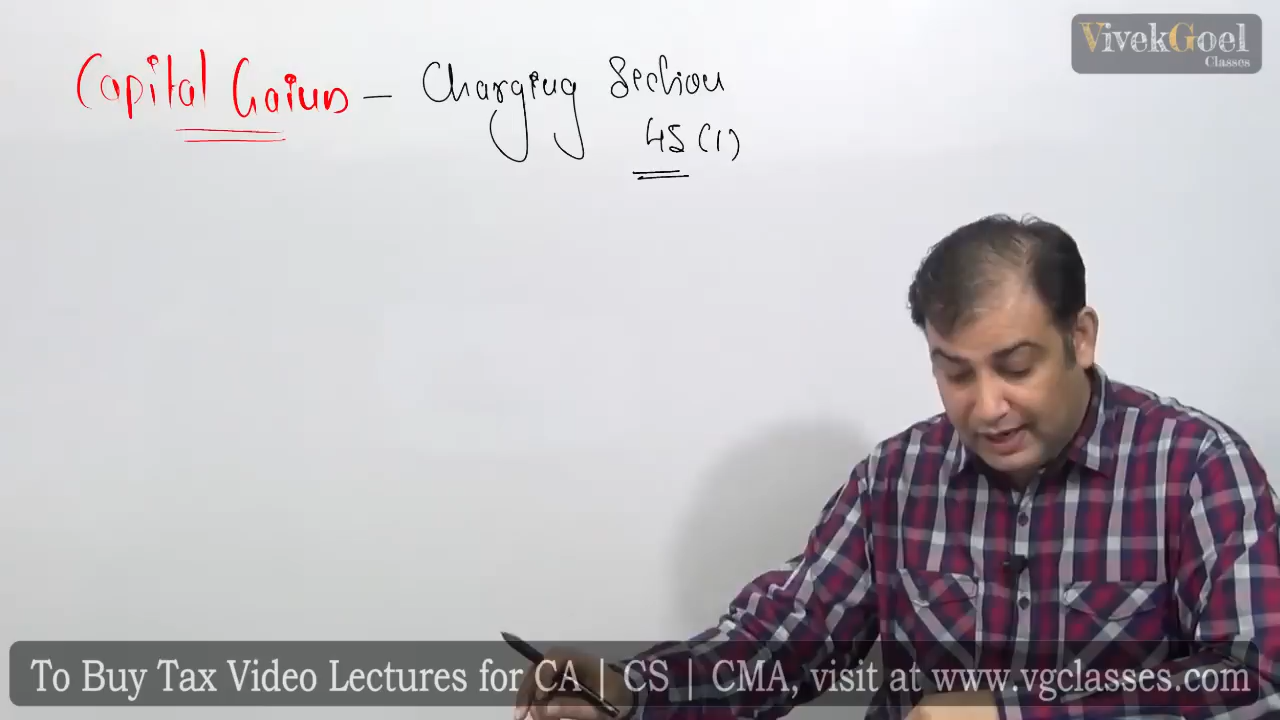 Capital Gains – Charging Section
45 (1)
VivekGoel
Classes
To Buy Tax Video Lectures for CA | CS | CMA, visit at www.vgclasses.com